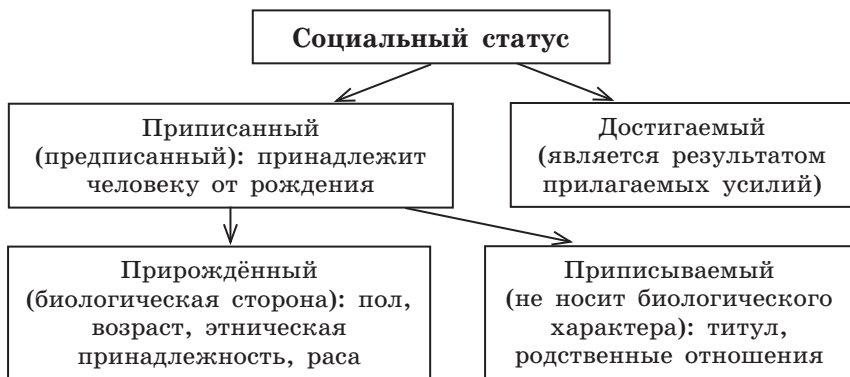 Социальный статус
Приписанный
(предписанный): принадлежит
человеку от рождения
Достигаемый
(является результатом
прилагаемых усилий)
Прирождённый
(биологическая сторона): пол,
возраст, этническая
принадлежность, раса
Приписываемый
(не носит биологического
характера): титул,
родственные отношения